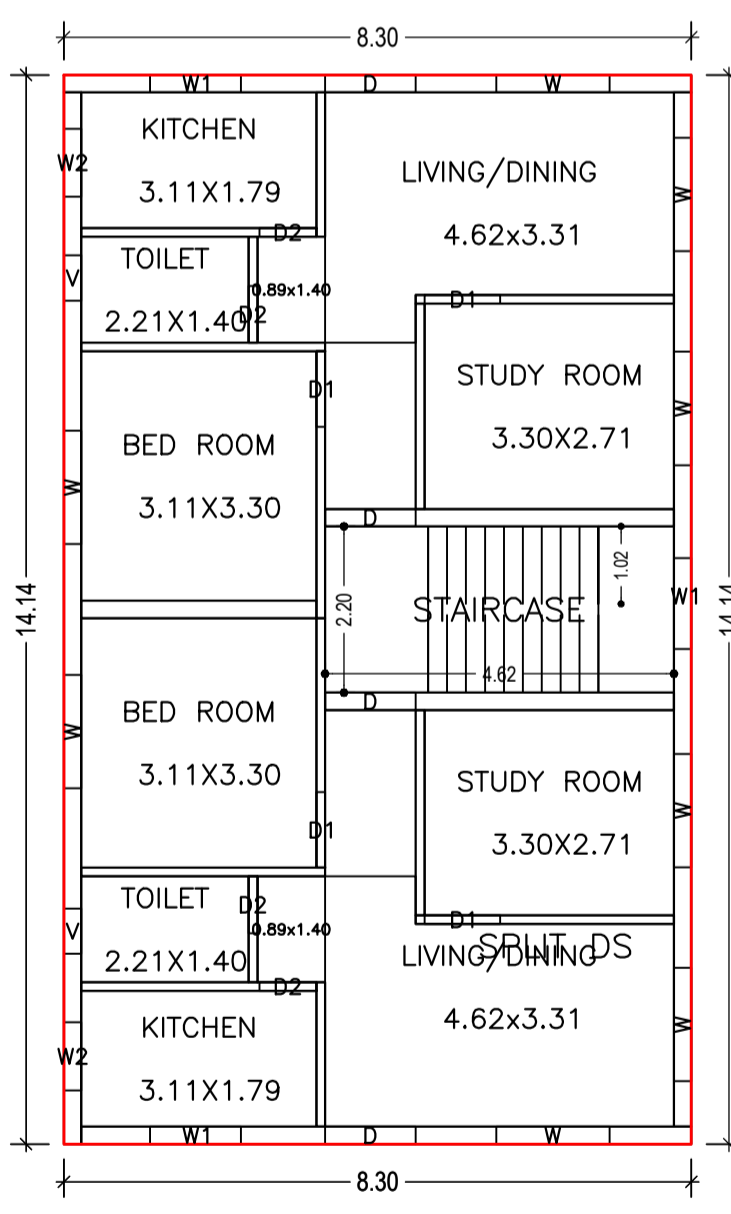 8.30
W1 D W
KITCHEN
3.11X1.79
W2
LIVING/DINING
4.62x3.31
W
D2
TOILET
2.21X1.40
V
0.89x1.40
D2
D1
STUDY ROOM
3.30X2.71
W
D1
BED ROOM
3.11X3.30
W
D
14.14
2.20
STAIRCASE
1.02
W1
14.14
4.62
D
BED ROOM
3.11X3.30
W
D1
STUDY ROOM
3.30X2.71
W
TOILET
2.21X1.40
V
D2
0.89x1.40
D1
SPLIT DS
LIVING/DINING
4.62x3.31
W
D2
KITCHEN
3.11X1.79
W2
W1 D W
8.30